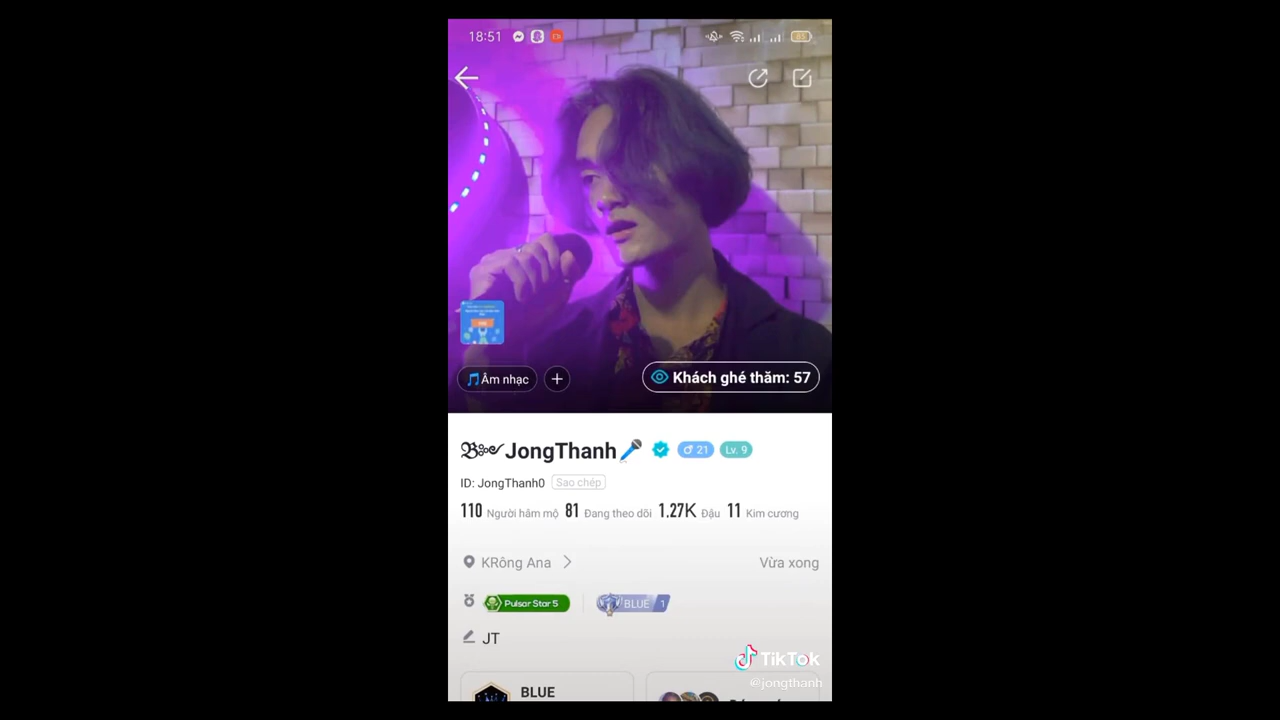 18:51
85
Âm nhạc
+
Khách ghé thăm: 57
ℬJongThanh
21
Lv. 9
ID: JongThanh0 Sao chép
110 Người hâm mộ 81 Đang theo dõi 1.27K Đậu 11 Kim cương
KRông Ana
Vừa xong
Pulsar Star 5
BLUE 1
JT
TikTok
@jongthanh
BLUE